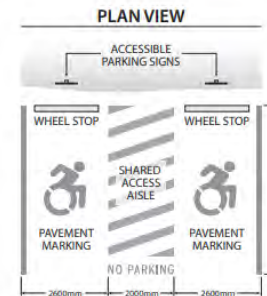 PLAN VIEW
ACCESSIBLE
PARKING SIGNS
WHEEL STOP
WHEEL STOP
SHARED
ACCESS
AISLE
PAVEMENT
MARKING
PAVEMENT
MARKING
NO PARKING
2600mm
2000mm
2600mm